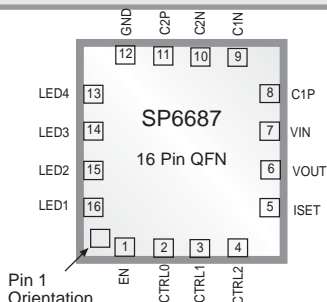 GND
C2P
C2N
C1N
12
11
10
9
LED4
13
8
C1P
SP6687
LED3
14
7
VIN
16 Pin QFN
LED2
15
6
VOUT
LED1
16
5
ISET
1
2
3
4
EN
CTRL0
CTRL1
CTRL2
Pin 1
Orientation